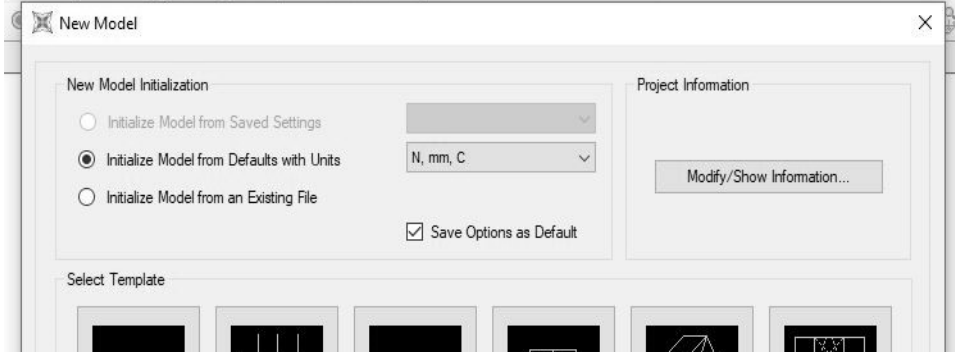 New Model
New Model Initialization
Project Information
Initialize Model from Saved Settings
Initialize Model from Defaults with Units
N, mm, C
Modify/Show Information...
Initialize Model from an Existing File
Save Options as Default
Select Template